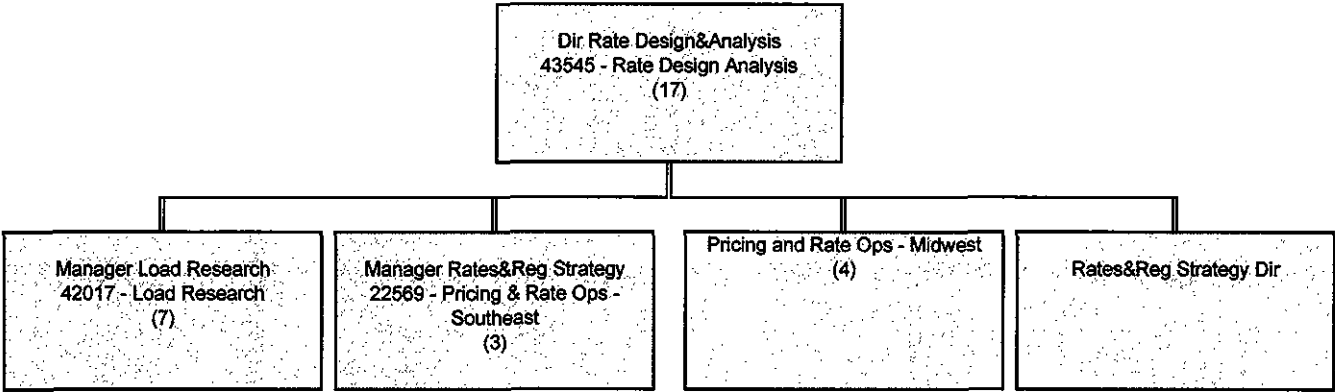 Dir Rate Design&Analysis
43545 - Rate Design Analysis
(17)
Manager Load Research
42017 - Load Research
(7)
Manager Rates&Reg Strategy
22569 - Pricing & Rate Ops -
Southeast
(3)
Pricing and Rate Ops - Midwest
(4)
Rates&Reg Strategy Dir